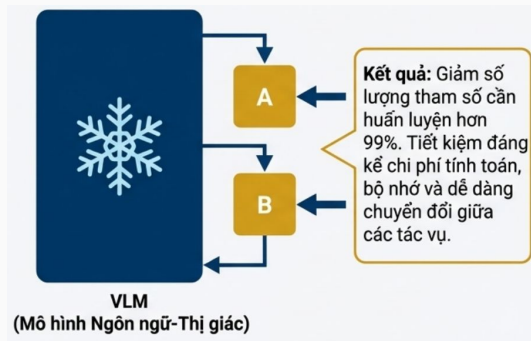 A
B
Kết quả: Giảm số
lượng tham số cần
huấn luyện hơn
99%. Tiết kiệm đáng
kể chi phí tính toán,
bộ nhớ và dễ dàng
chuyển đổi giữa
các tác vụ.
VLM
(Mô hình Ngôn ngữ-Thị giác)